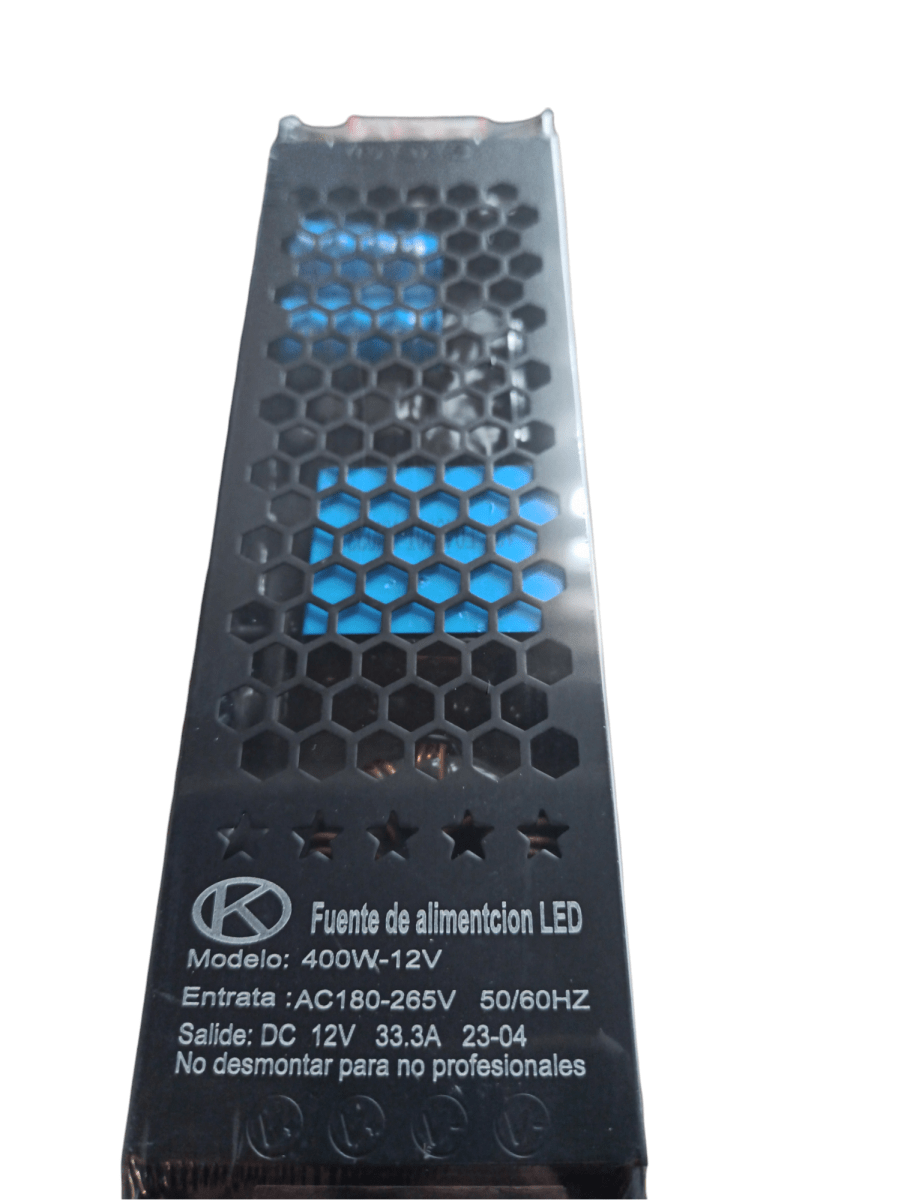 K
Fuente de alimentcion LED
Modelo: 400W-12V
Entrata :AC180-265V 50/60HZ
Salide: DC 12V 33.3A 23-04
No desmontar para no profesionales
V+ V+ V- V-